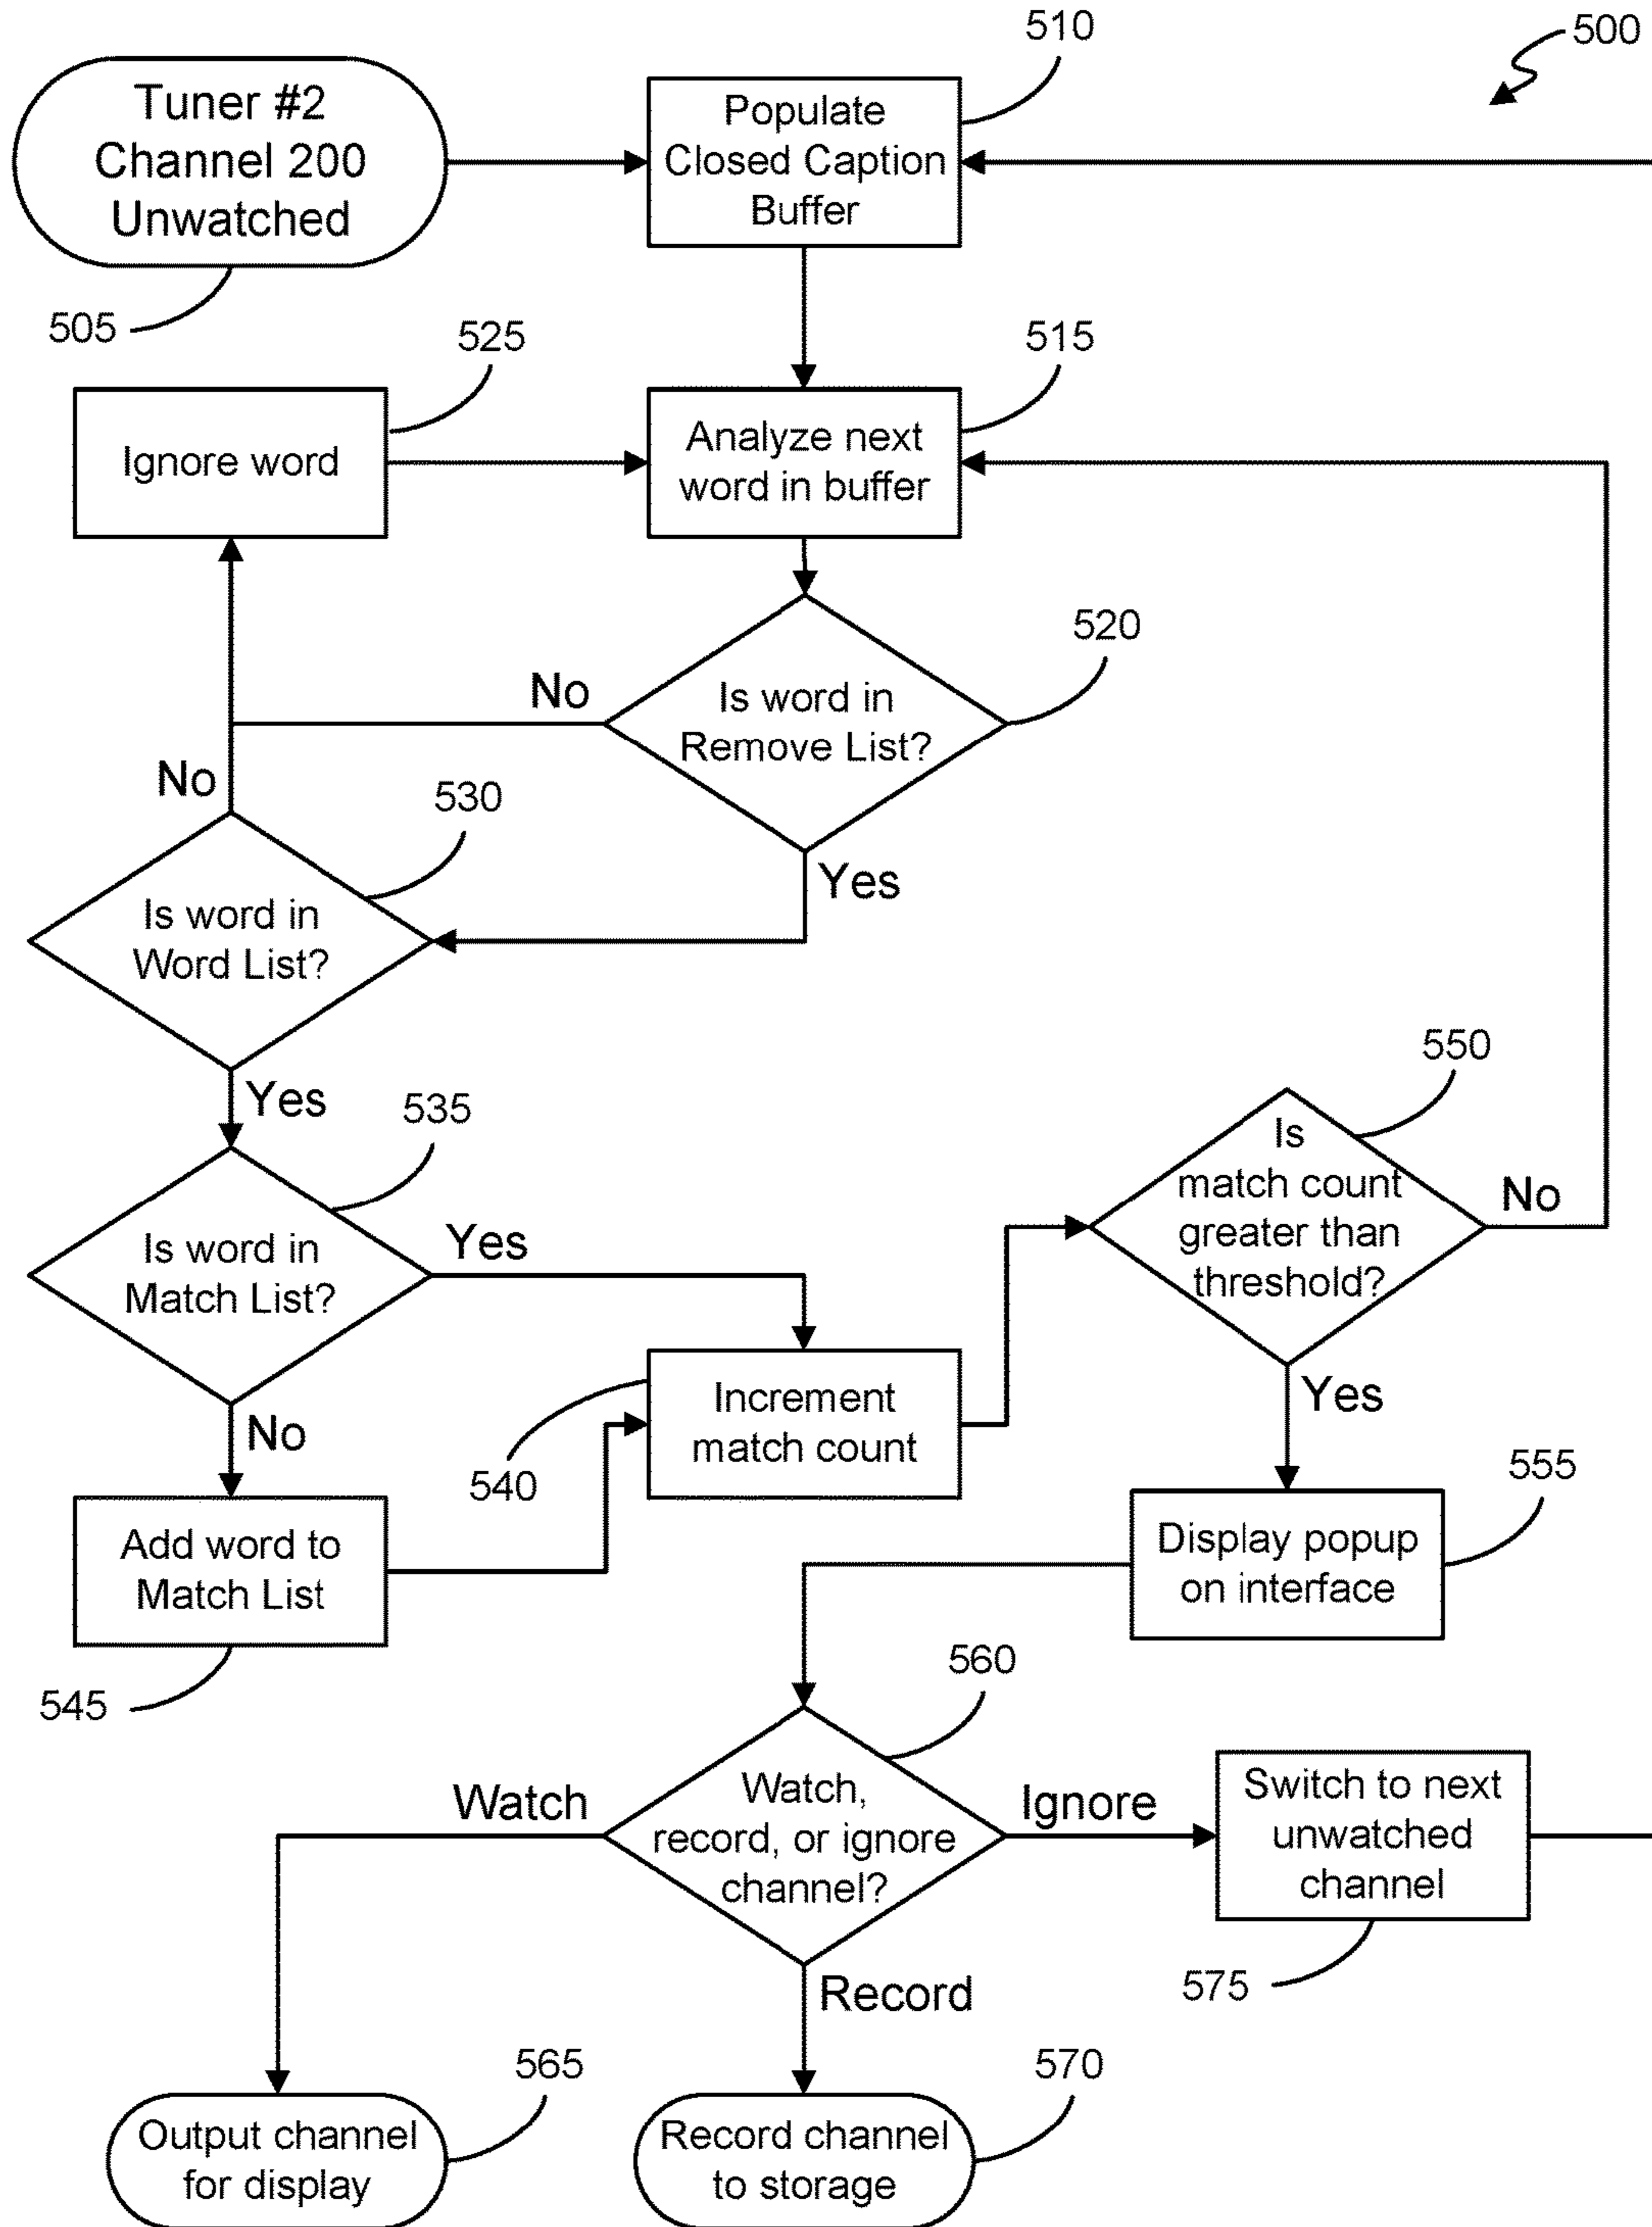 510
500
Tuner #2
Channel 200
Unwatched
Populate
Closed Caption
Buffer
505
525
515
Ignore word
Analyze next
word in buffer
520
No
Is word in
Remove List?
No
530
Yes
Is word in
Word List?
550
Yes
535
Is
match count
greater than
threshold?
No
Is word in
Match List?
Yes
Increment
match count
Yes
No
540
555
Add word to
Match List
Display popup
on interface
545
560
Watch
Watch,
record, or ignore
channel?
Ignore
Switch to next
unwatched
channel
575
Record
565
570
Output channel
for display
Record channel
to storage